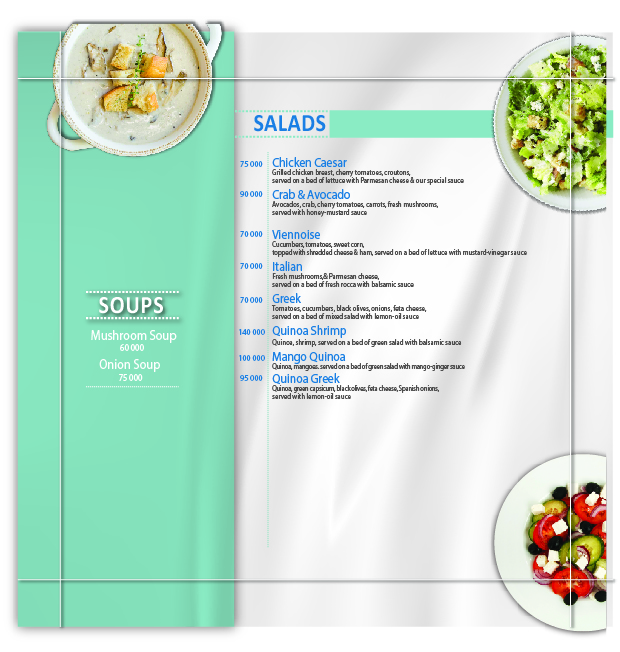 SOUPS
Mushroom Soup
60 000
Onion Soup
75 000
SALADS
75 000 Chicken Caesar
Grilled chicken breast, cherry tomatoes, croutons,
served on a bed of lettuce with Parmesan cheese & our special sauce
90 000 Crab & Avocado
Avocados, crab, cherry tomatoes, carrots, fresh mushrooms,
served with honey-mustard sauce
70 000 Viennoise
Cucumbers, tomatoes, sweet corn,
topped with shredded cheese & ham, served on a bed of lettuce with mustard-vinegar sauce
70 000 Italian
Fresh mushrooms,& Parmesan cheese,
served on a bed of fresh rocca with balsamic sauce
70 000 Greek
Tomatoes, cucumbers, black olives, onions, feta cheese,
served on a bed of mixed salad with lemon-oil sauce
140 000 Quinoa Shrimp
Quinoe, shrimp, served on a bed of green salad with balsamic sauce
100 000 Mango Quinoa
Quinoa, mangoes. served on a bed of green salad with mango-ginger sauce
95 000 Quinoa Greek
Quinoa, green capsicum, black olives, feta cheese, Spanish onions,
served with lemon-oil sauce